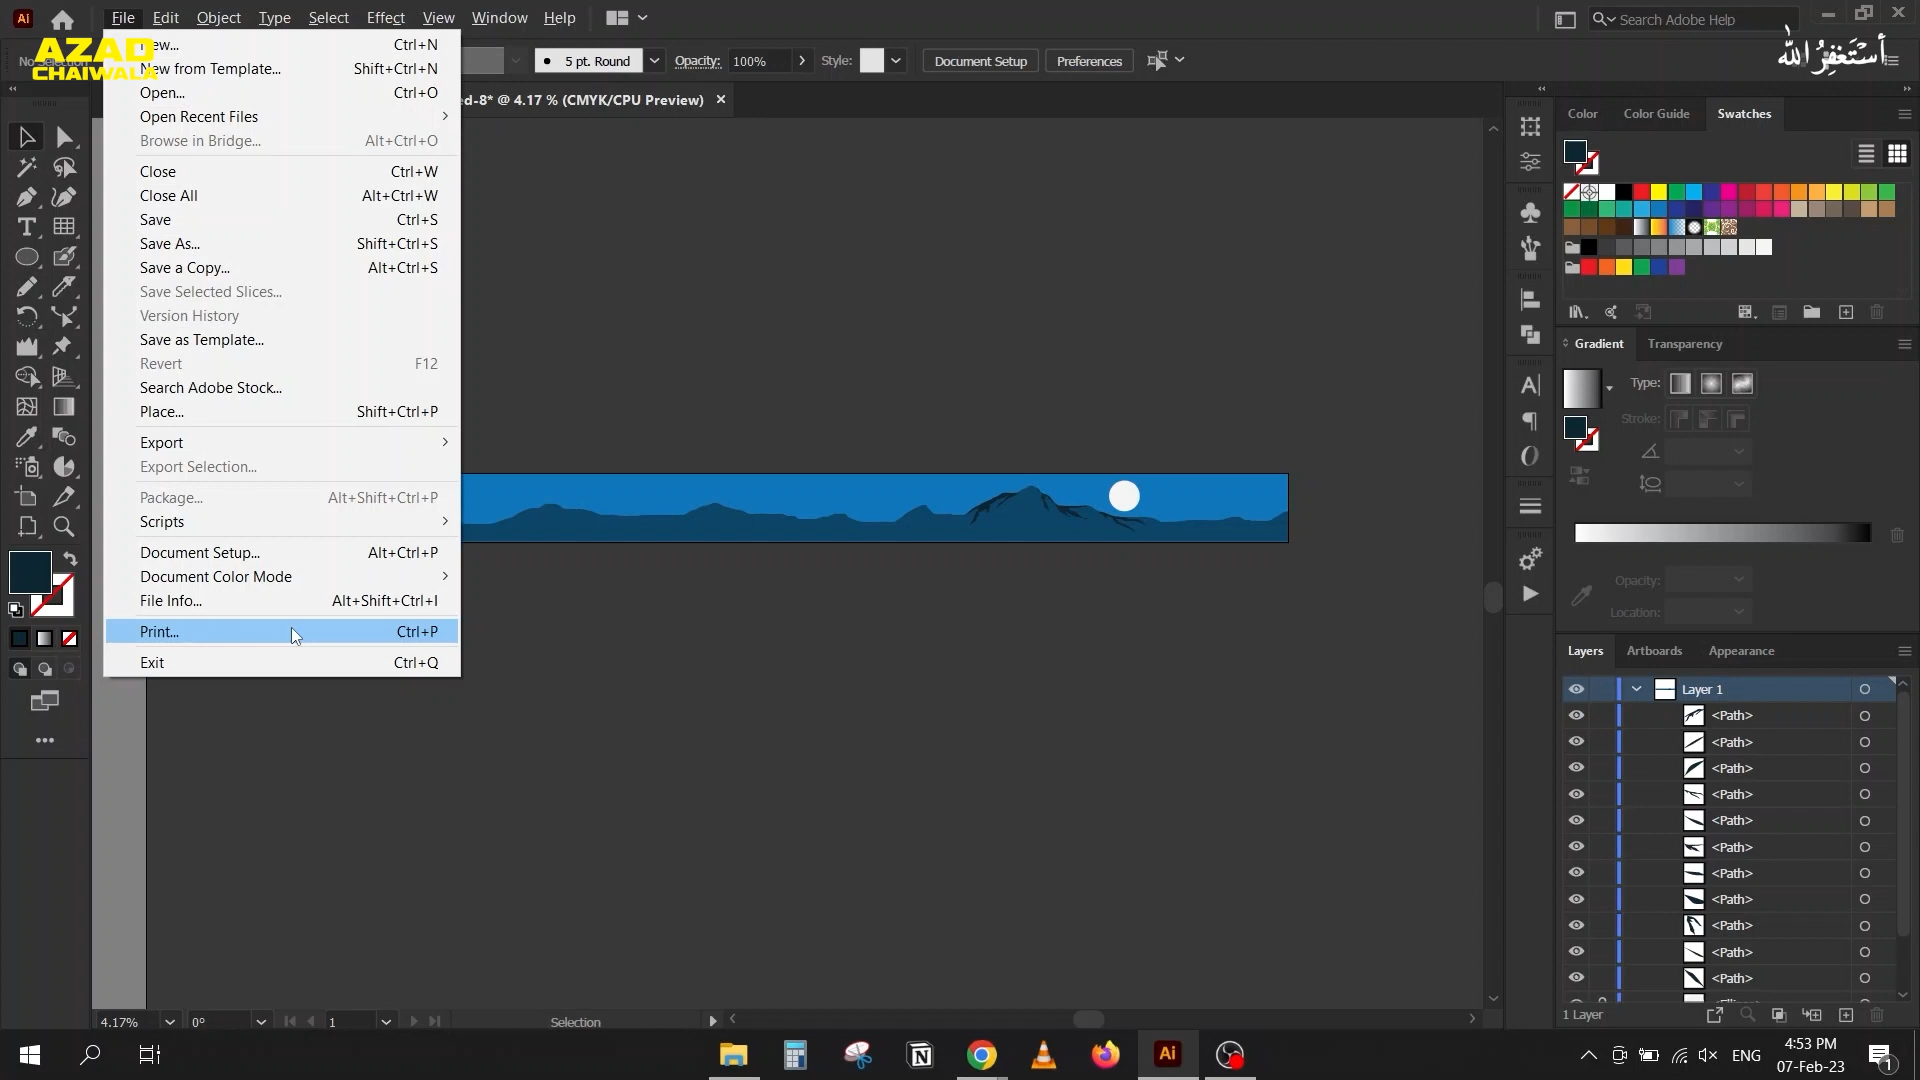 File Edit Object Type Select Effect View Window Help
Search Adobe Help
AZAD
CHAIWALA
أستغفر الله
5 pt. Round
Opacity: 100%
Style:
Document Setup
Preferences
ed-8* @ 4.17 % (CMYK/CPU Preview)
New from Template... Shift+Ctrl+N
Ctrl+N
Open... Ctrl+O
Open Recent Files
Browse in Bridge... Alt+Ctrl+O
Close Ctrl+W
Close All Alt+Ctrl+W
Save Ctrl+S
Save As... Shift+Ctrl+S
Save a Copy... Alt+Ctrl+S
Save Selected Slices...
Version History
Save as Template...
Revert F12
Search Adobe Stock...
Place... Shift+Ctrl+P
Export
Export Selection...
Package... Alt+Shift+Ctrl+P
Scripts
Document Setup... Alt+Ctrl+P
Document Color Mode
File Info... Alt+Shift+Ctrl+I
Print... Ctrl+P
Exit Ctrl+Q
Color Color Guide Swatches
Gradient Transparency
Type:
Stroke:
Opacity:
Location:
Layers Artboards Appearance
Layer 1
<Path>
<Path>
<Path>
<Path>
<Path>
<Path>
<Path>
<Path>
<Path>
<Path>
<Path>
1 Layer
4.17% 0° 1 Selection
Ai
ENG
4:53 PM
07-Feb-23
1